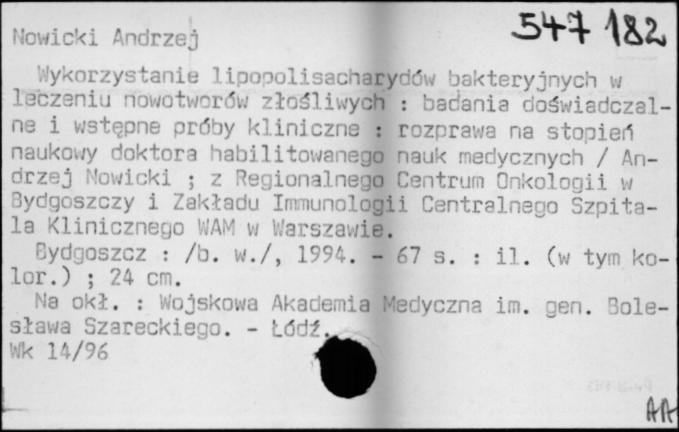 547 182
Nowicki Andrzej
Wykorzystanie lipopolisacharydów bakteryjnych w
leczeniu nowotworów złośliwych : badania doświadczal-
ne i wstępne próby kliniczne : rozprawa na stopień
naukowy doktora habilitowanego nauk medycznych / An-
drzej Nowicki ; z Regionalnego Centrum Onkologii w
Bydgoszczy i Zakładu Immunologii Centralnego Szpita-
la Klinicznego WAM w Warszawie.
Bydgoszcz : /b. w./, 1994. - 67 s. : il. (w tym ko-
lor.) ; 24 cm.
Na okł. : Wojskowa Akademia Medyczna im. gen. Bole-
sława Szareckiego. - Łódź.
Wk 14/96
AA